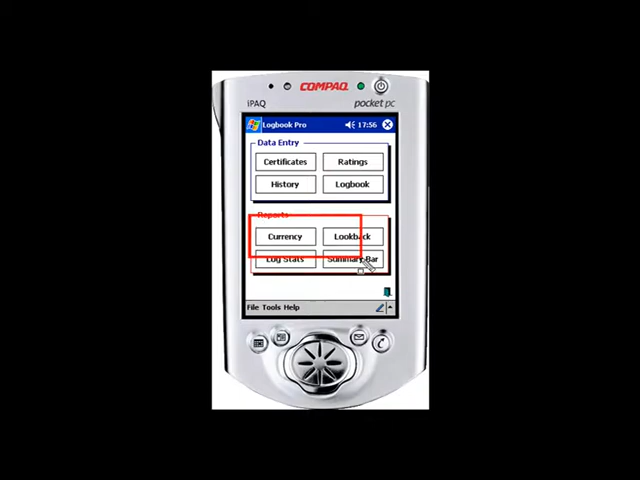 COMPAQ
iPAQ pocket pc
Logbook Pro 17:56
Data Entry
Certificates Ratings
History Logbook
Reports
Currency Lookback
Log Stats Summary Bar
File Tools Help